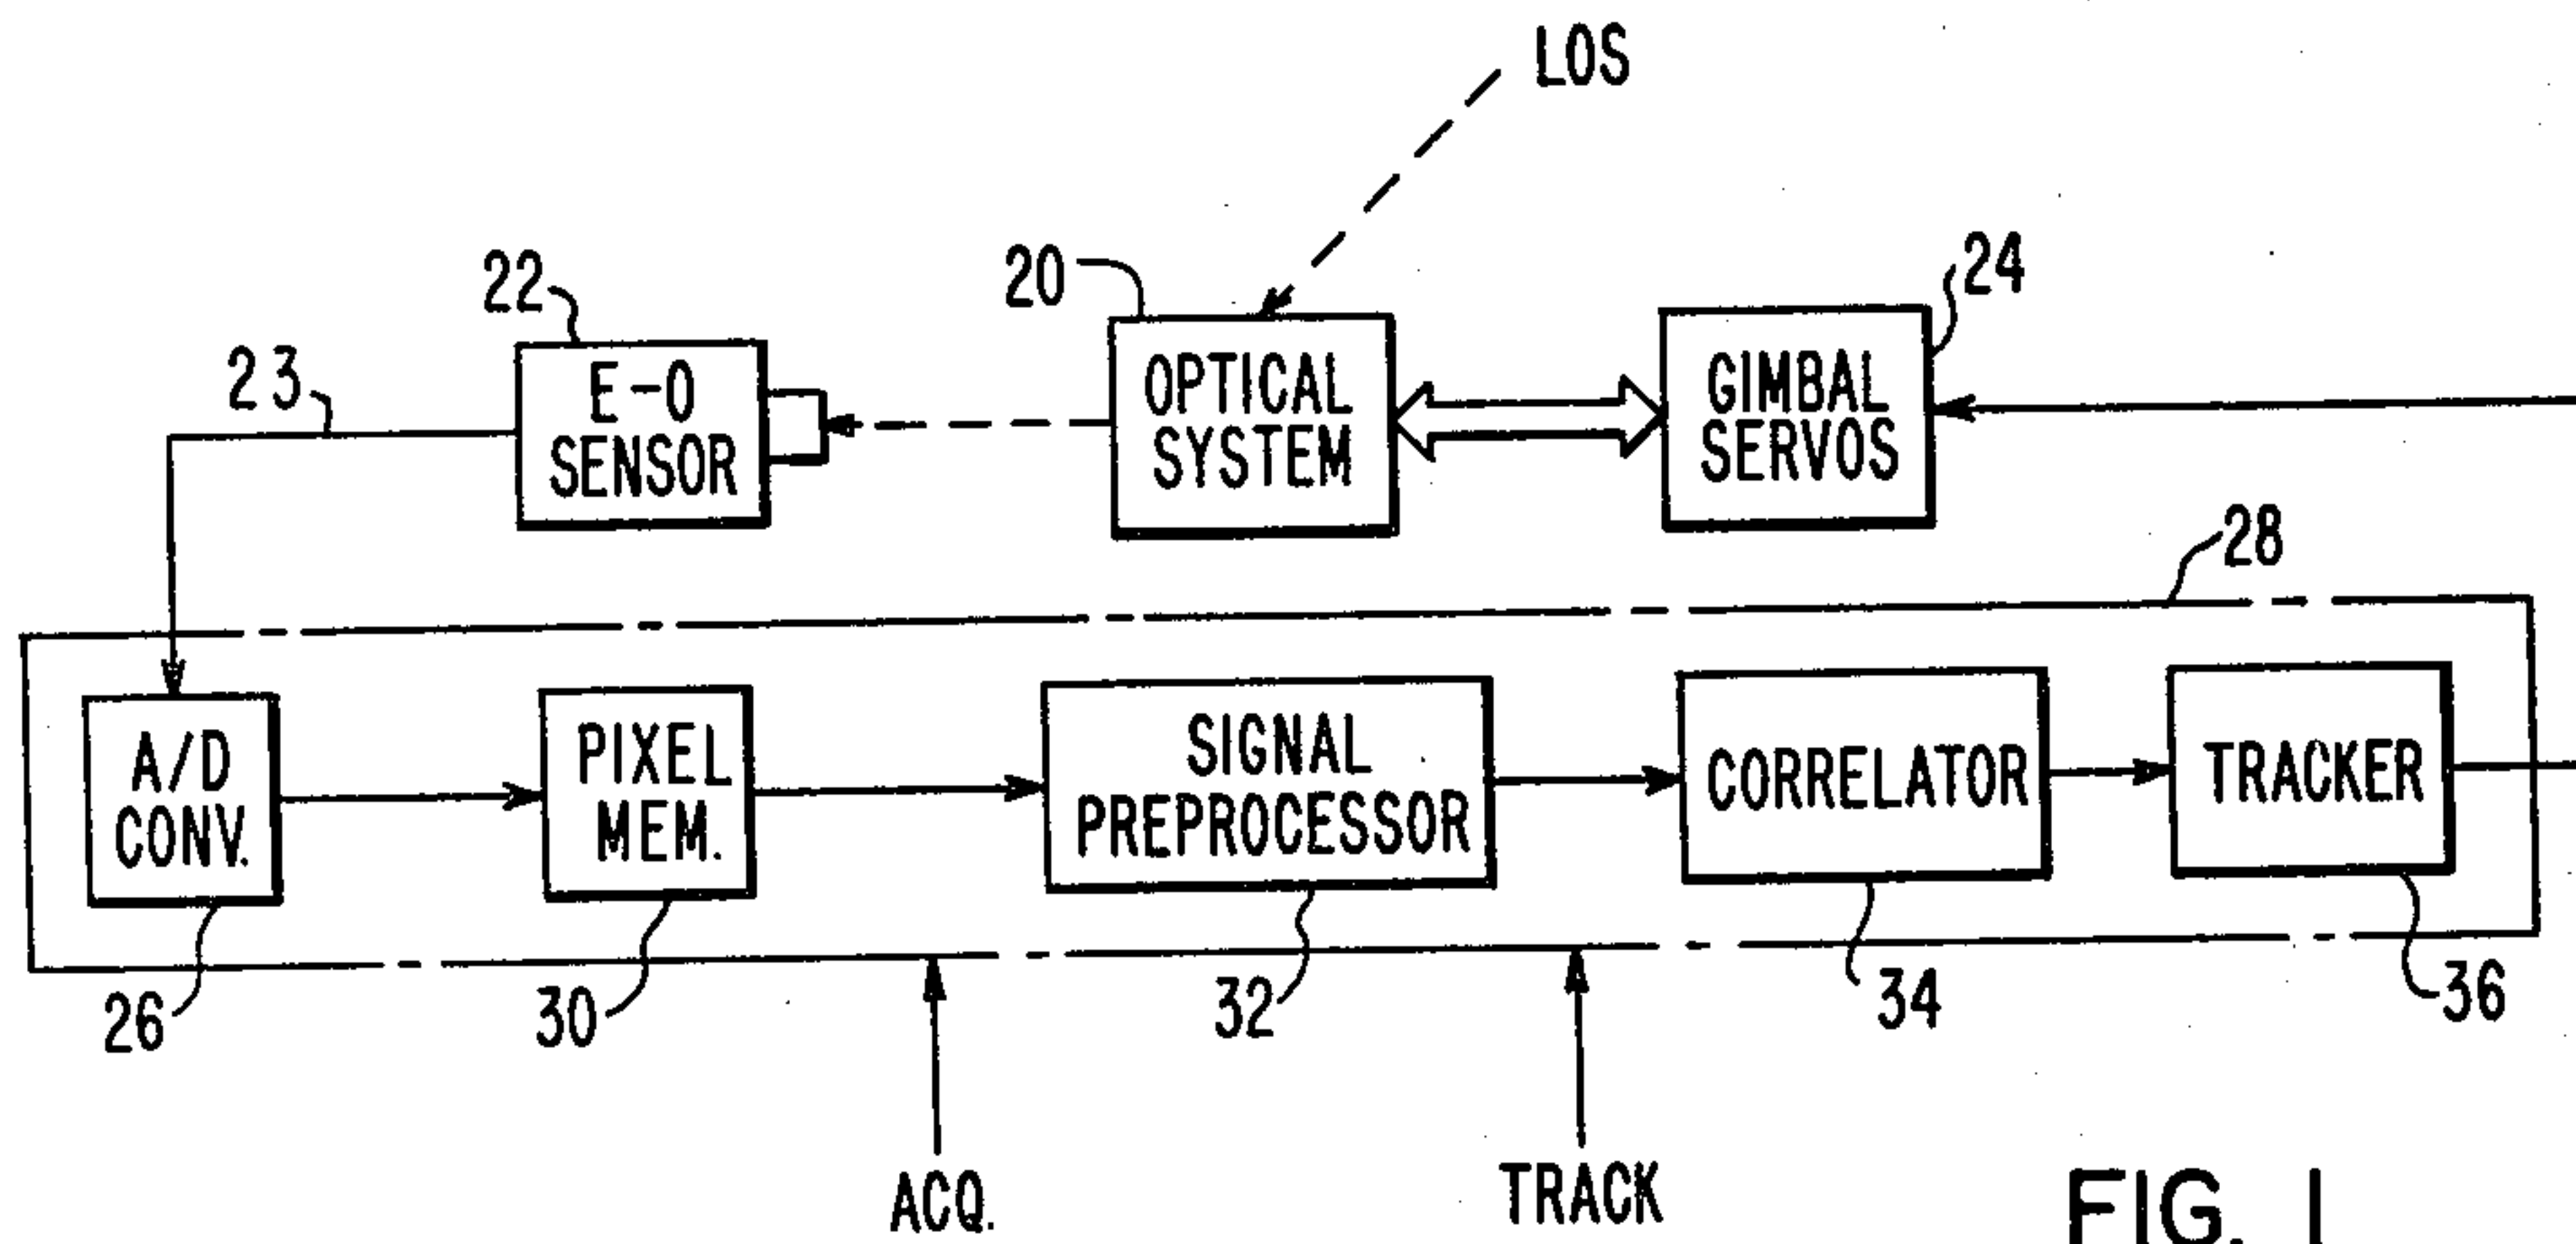 LOS
22
20
24
23
E-O
SENSOR
OPTICAL
SYSTEM
GIMBAL
SERVOS
28
A/D
CONV.
PIXEL
MEM.
SIGNAL
PREPROCESSOR
CORRELATOR
TRACKER
26
30
32
34
36
ACQ.
TRACK
FIG. 1